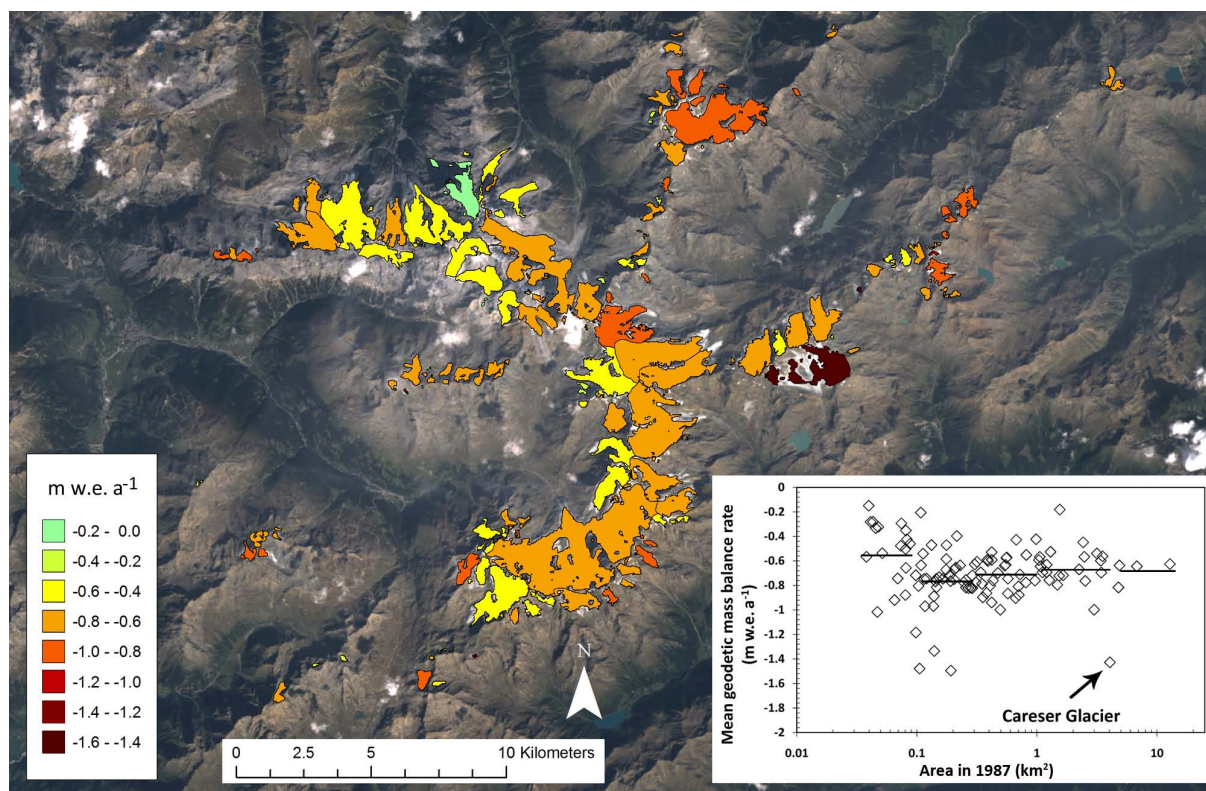 N
m w.e. a-1
-0.2 - 0.0
-0.4 - -0.2
-0.6 - -0.4
-0.8 - -0.6
-1.0 - -0.8
-1.2 - -1.0
-1.4 - -1.2
-1.6 - -1.4
0 2.5 5 10 Kilometers
Mean geodetic mass balance rate
(m w.e. a-1)
0
-0.2
-0.4
-0.6
-0.8
-1
-1.2
-1.4
-1.6
-1.8
-2
Careser Glacier
0.01 0.1 1 10
Area in 1987 (km2)